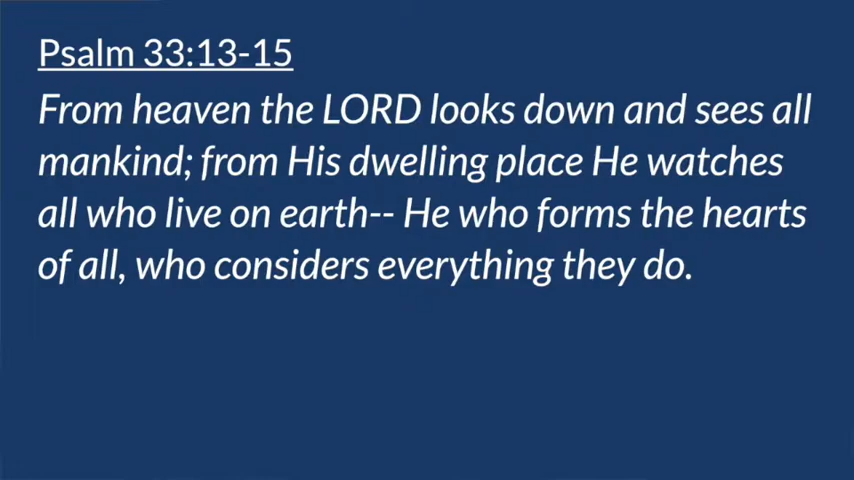 Psalm 33:13-15
From heaven the LORD looks down and sees all
mankind; from His dwelling place He watches
all who live on earth-- He who forms the hearts
of all, who considers everything they do.